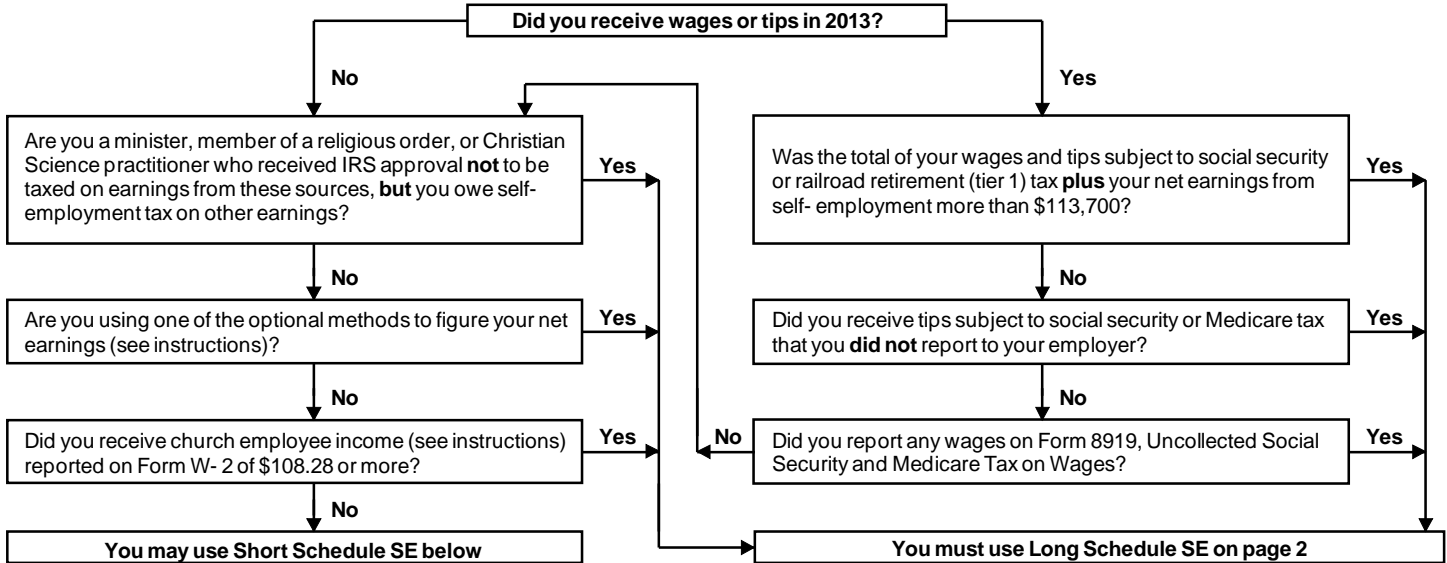 Did you receive wages or tips in 2013?
No
Yes
Are you a minister, member of a religious order, or Christian
Science practitioner who received IRS approval not to be
taxed on earnings from these sources, but you owe self-
employment tax on other earnings?
Yes
Was the total of your wages and tips subject to social security
or railroad retirement (tier 1) tax plus your net earnings from
self- employment more than $113,700?
Yes
No
No
Are you using one of the optional methods to figure your net
earnings (see instructions)?
Yes
Did you receive tips subject to social security or Medicare tax
that you did not report to your employer?
Yes
No
No
Did you receive church employee income (see instructions)
reported on Form W- 2 of $108.28 or more?
Yes
No
Did you report any wages on Form 8919, Uncollected Social
Security and Medicare Tax on Wages?
Yes
No
You may use Short Schedule SE below
You must use Long Schedule SE on page 2